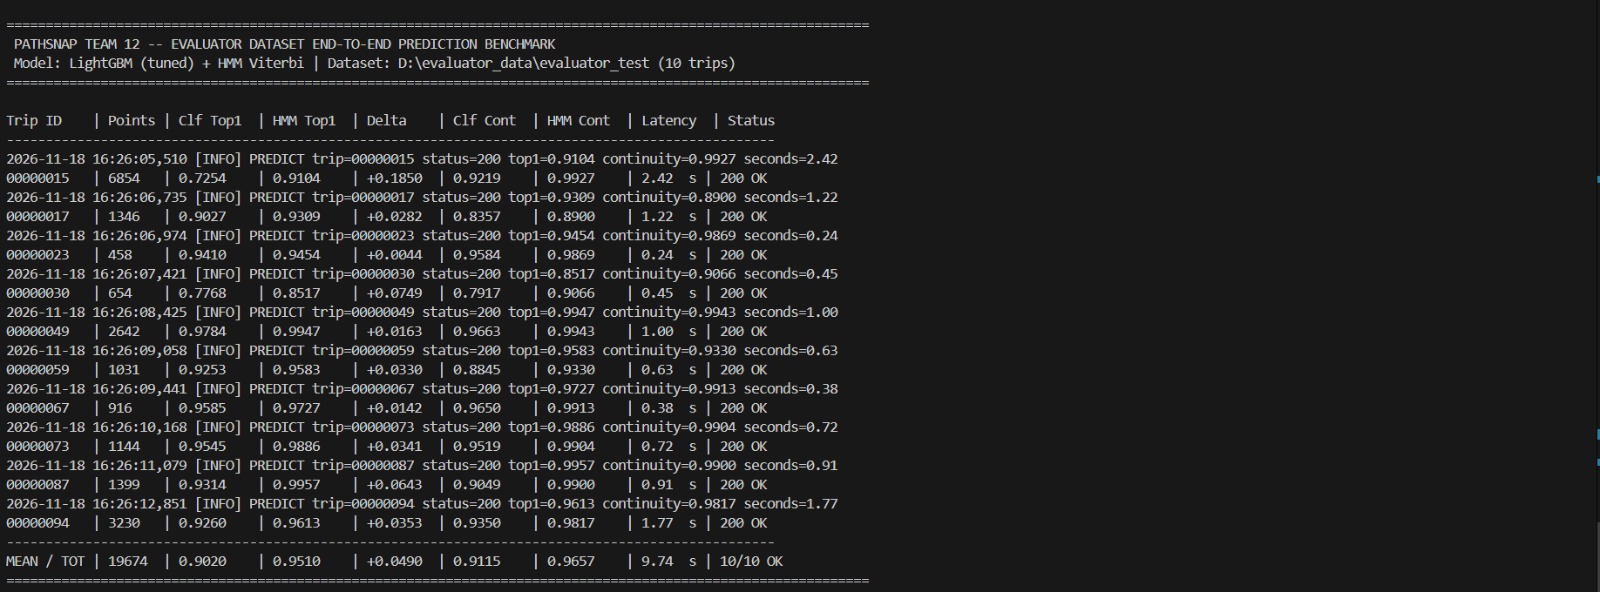 ================================================================================================================
 PATHSNAP TEAM 12 -- EVALUATOR DATASET END-TO-END PREDICTION BENCHMARK
 Model: LightGBM (tuned) + HMM Viterbi | Dataset: D:\evaluator_data\evaluator_test (10 trips)
================================================================================================================
Trip ID    | Points | Clf Top1  | HMM Top1  | Delta    | Clf Cont  | HMM Cont  | Latency  | Status
----------------------------------------------------------------------------------------------------
2026-11-18 16:26:05,510 [INFO] PREDICT trip=00000015 status=200 top1=0.9104 continuity=0.9927 seconds=2.42
00000015   | 6854   | 0.7254    | 0.9104    | +0.1850  | 0.9219    | 0.9927    | 2.42  s | 200 OK
2026-11-18 16:26:06,735 [INFO] PREDICT trip=00000017 status=200 top1=0.9309 continuity=0.8900 seconds=1.22
00000017   | 1346   | 0.9027    | 0.9309    | +0.0282  | 0.8357    | 0.8900    | 1.22  s | 200 OK
2026-11-18 16:26:06,974 [INFO] PREDICT trip=00000023 status=200 top1=0.9454 continuity=0.9869 seconds=0.24
00000023   | 458    | 0.9410    | 0.9454    | +0.0044  | 0.9584    | 0.9869    | 0.24  s | 200 OK
2026-11-18 16:26:07,421 [INFO] PREDICT trip=00000030 status=200 top1=0.8517 continuity=0.9066 seconds=0.45
00000030   | 654    | 0.7768    | 0.8517    | +0.0749  | 0.7917    | 0.9066    | 0.45  s | 200 OK
2026-11-18 16:26:08,425 [INFO] PREDICT trip=00000049 status=200 top1=0.9947 continuity=0.9943 seconds=1.00
00000049   | 2642   | 0.9784    | 0.9947    | +0.0163  | 0.9663    | 0.9943    | 1.00  s | 200 OK
2026-11-18 16:26:09,058 [INFO] PREDICT trip=00000059 status=200 top1=0.9583 continuity=0.9330 seconds=0.63
00000059   | 1031   | 0.9253    | 0.9583    | +0.0330  | 0.8845    | 0.9330    | 0.63  s | 200 OK
2026-11-18 16:26:09,441 [INFO] PREDICT trip=00000067 status=200 top1=0.9727 continuity=0.9913 seconds=0.38
00000067   | 916    | 0.9585    | 0.9727    | +0.0142  | 0.9650    | 0.9913    | 0.38  s | 200 OK
2026-11-18 16:26:10,168 [INFO] PREDICT trip=00000073 status=200 top1=0.9886 continuity=0.9904 seconds=0.72
00000073   | 1144   | 0.9545    | 0.9886    | +0.0341  | 0.9519    | 0.9904    | 0.72  s | 200 OK
2026-11-18 16:26:11,079 [INFO] PREDICT trip=00000087 status=200 top1=0.9957 continuity=0.9900 seconds=0.91
00000087   | 1399   | 0.9314    | 0.9957    | +0.0643  | 0.9049    | 0.9900    | 0.91  s | 200 OK
2026-11-18 16:26:12,851 [INFO] PREDICT trip=00000094 status=200 top1=0.9613 continuity=0.9817 seconds=1.77
00000094   | 3230   | 0.9260    | 0.9613    | +0.0353  | 0.9350    | 0.9817    | 1.77  s | 200 OK
----------------------------------------------------------------------------------------------------
MEAN / TOT | 19674  | 0.9020    | 0.9510    | +0.0490  | 0.9115    | 0.9657    | 9.74  s | 10/10 OK
================================================================================================================